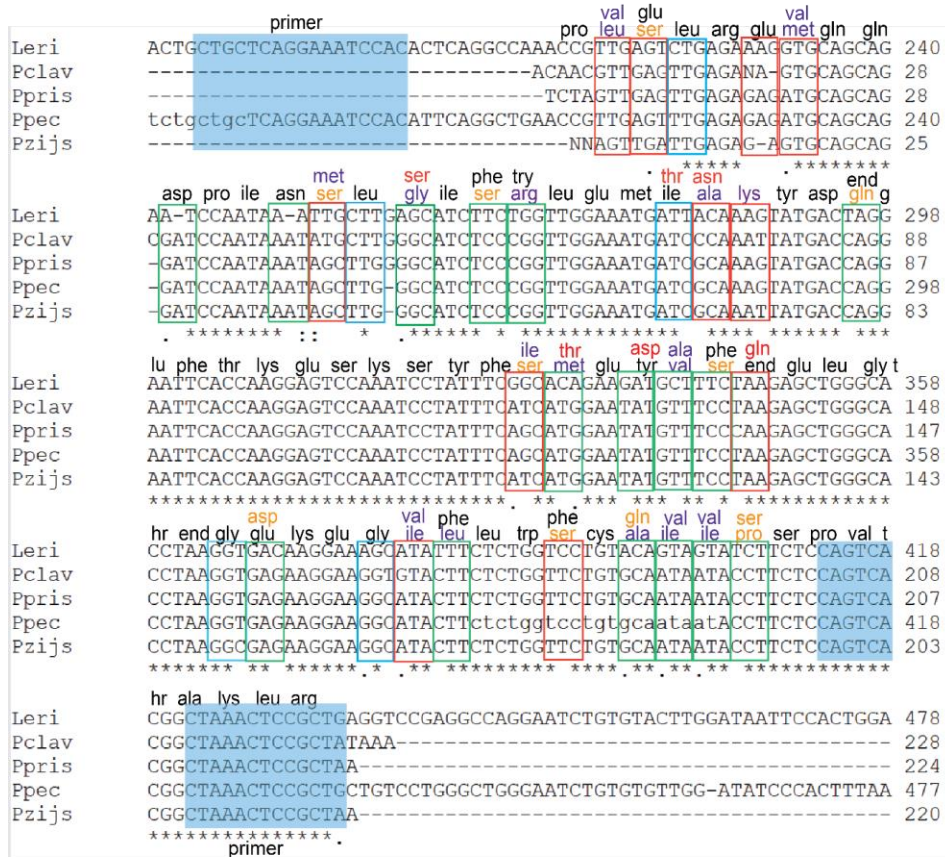 primer
val glu val
pro leu ser leu arg glu met gln gln
Leri ACTGCTGCTCAGGAAATCCACACTCAGGCCAAACCGTTGAGTCTGAGAAAGGTGCAGCAG 240
Pclav -------------------------------ACAACGTTGAGTTGAGANA-GTGCAGCAG 28
Ppris --------------------------------TCTAGTTGAGTTGAGAGAGATGCAGCAG 28
Ppec tctgctgcTCAGGAAATCCACATTCAGGCTGAACCGTTGAGTTTGAGAGAGATGCAGCAG 240
Pzijs ----------------------------------NNAGTTGATTGAGAG-AGTGCAGCAG 25
. **** . *******
met ser phe try thr asn end
asp pro ile asn ser leu gly ile ser arg leu glu met ile ala lys tyr asp gln g
Leri AA-TCCAATAA-ATTGCTTGAGCATCTTCTGGTTGGAAATGATTACAAAGTATGACTAGG 298
Pclav CGATCCAATAAATATGCTTGGGCATCTCCCGGTTGGAAATGATCCCAAAATTATGACCAGG 88
Ppris -GATCCAATAAATAGCTTGGGGCATCTCCCGGTTGGAAATGATCGCAAAGTATGACCAGG 87
Ppec -GATCCAATAAATAGCTTG-GGCATCTCCCGGTTGGAAATGATCGCAAAATTATGACCAGG 298
Pzijs -GATCCAATAAATAGCTTG-GGCATCTCCCGGTTGGAAATGATCGCAAAATTATGACCAGG 83
ile thr asp ala phe gln
lu phe thr lys glu ser lys ser tyr phe ser met glu tyr val ser end glu leu gly t
Leri AATTCACCAAGGAGTCCAAATCCTATTTCGGCACAGAAGATGCTTTCTAAGAGCTGGGCA 358
Pclav AATTCACCAAGGAGTCCAAATCCTATTTCATCATGGAATATGTTTCCTAAGAGCTGGGCA 148
Ppris AATTCACCAAGGAGTCCAAATCCTATTTCAGCATGGAATATGTTTCCTAAGAGCTGGGCA 147
Ppec AATTCACCAAGGAGTCCAAATCCTATTTCAGCATGGAATATGTTTCCTAAGAGCTGGGCA 358
Pzijs AATTCACCAAGGAGTCCAAATCCTATTTCATCATGGAATATGTTTCCTAAGAGCTGGGCA 143
asp val phe phe gln val val ser
hr end gly glu lys glu gly ile leu leu trp ser cys ala ile ile pro ser pro val t
Leri CCTAAGGTGACAAGGAAAGCATATTTCTCTGGTCCTGTACAGTAGTATCTTCTCCAGTCA 418
Pclav CCTAAGGTGAGAAGGAAGGTGTACTTCTCTGGTTCTGTGCAATAATACCTTCTCCAGTCA 208
Ppris CCTAAGGTGAGAAGGAAGGCATACTTCTCTGGTTCTGTGCAATAATACCTTCTCCAGTCA 207
Ppec CCTAAGGTGAGAAGGAAGGCATACTTctctggtcctgtgcaataatACCTTCTCCAGTCA 418
Pzijs CCTAAGGCGAGAAGGAAGGCATACTTCTCTGGTTCTGTGCAATAATACCTTCTCCAGTCA 203
hr ala lys leu arg
Leri CGGCTAAACTCCGCTGAGGTCCGAGGCCAGGAATCTGTGTACTTGGATAATTCCACTGGA 478
Pclav CGGCTAAACTCCGCTATAAA---------------------------------------- 228
Ppris CGGCTAAACTCCGCTAA------------------------------------------- 224
Ppec CGGCTAAACTCCGCTGCTGTCCTGGGCTGGGAATCTGTGTGTTGG-ATATCCCACTTTAA 477
Pzijs CGGCTAAACTCCGCTAA------------------------------------------- 220
*************** .
primer